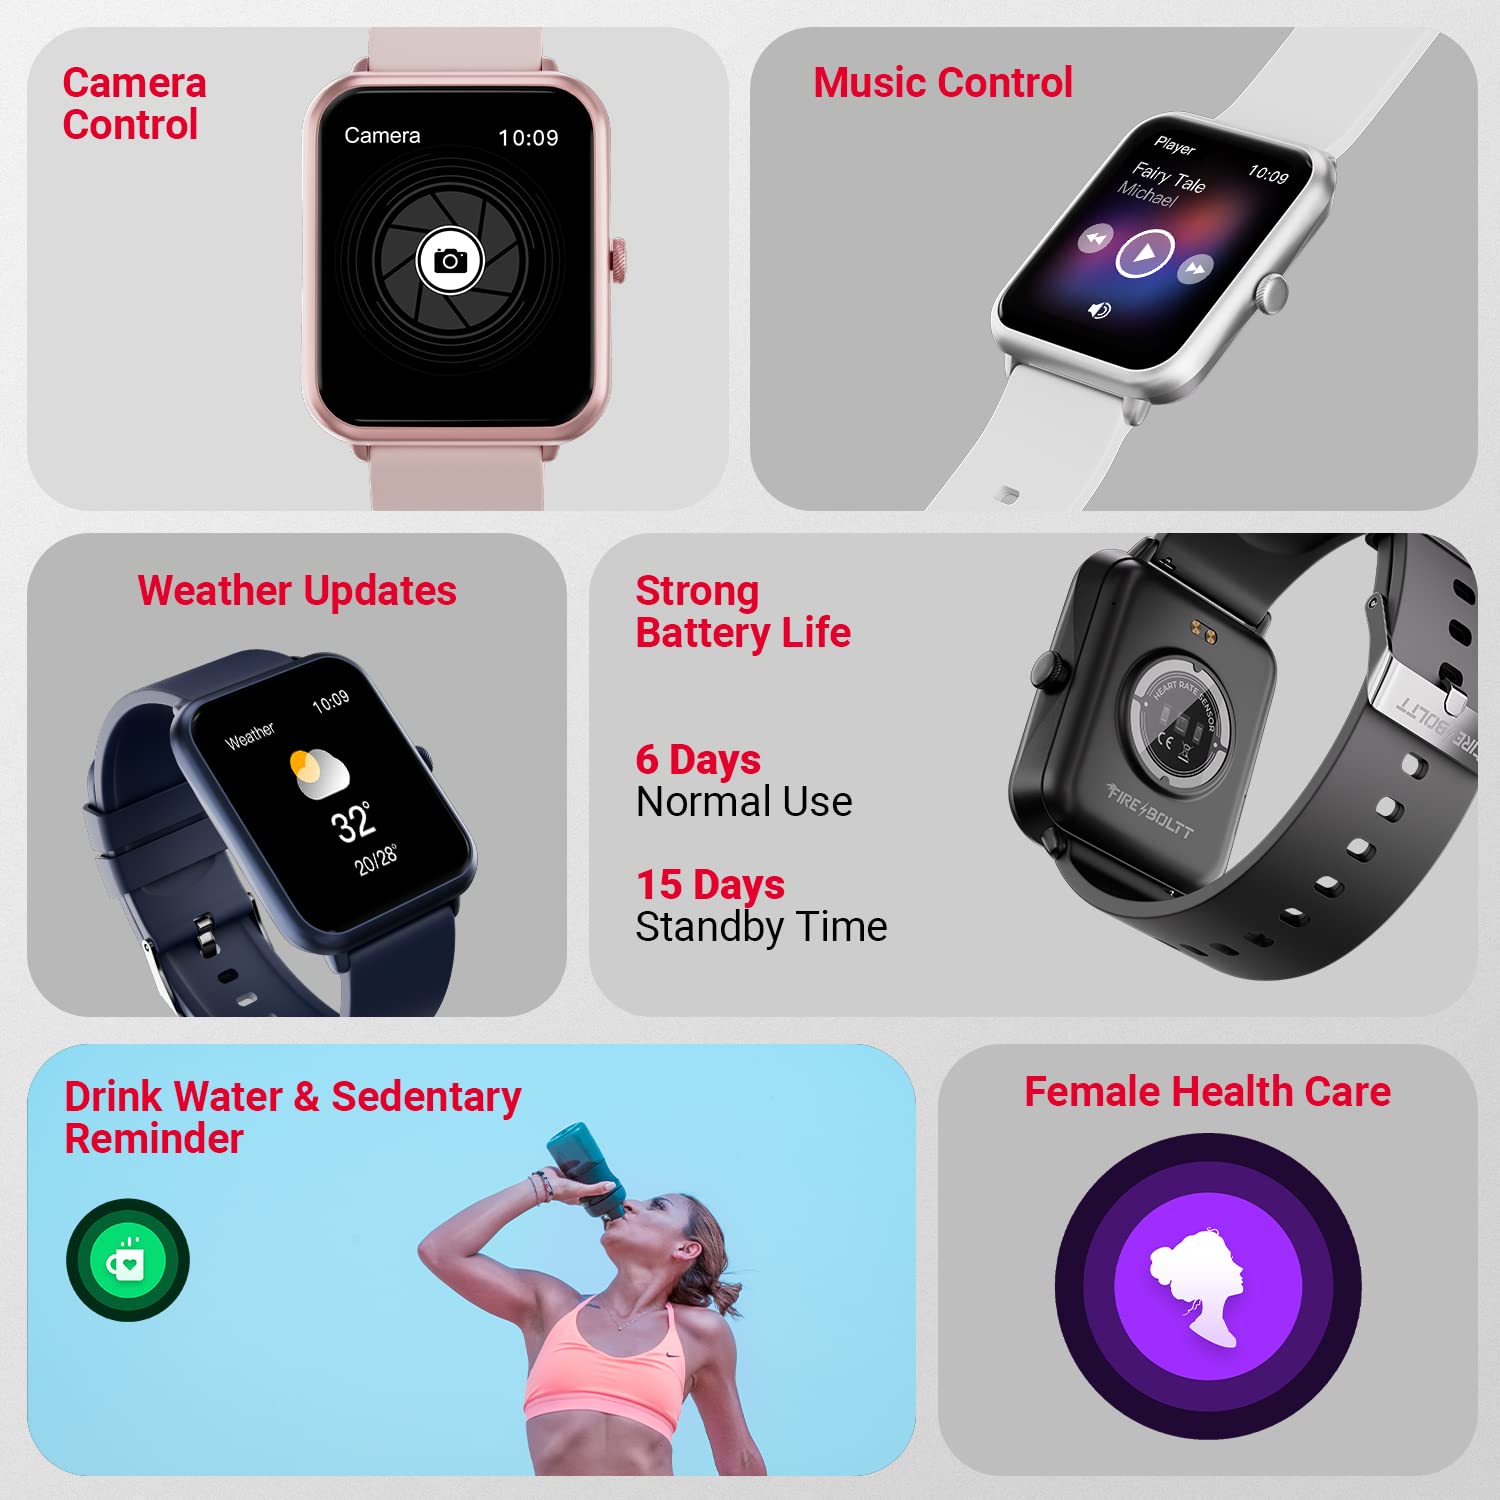 Camera
Control
Camera
10:09
Music Control
Player
10:09
Fairy Tale
Michael
Weather Updates
Weather
10:09
32°
20/28°
Strong
Battery Life
6 Days
Normal Use
15 Days
Standby Time
HEART RATE SENSOR
CE
FIRE BOLTT
FIRE BOLTT
Drink Water & Sedentary
Reminder
Female Health Care